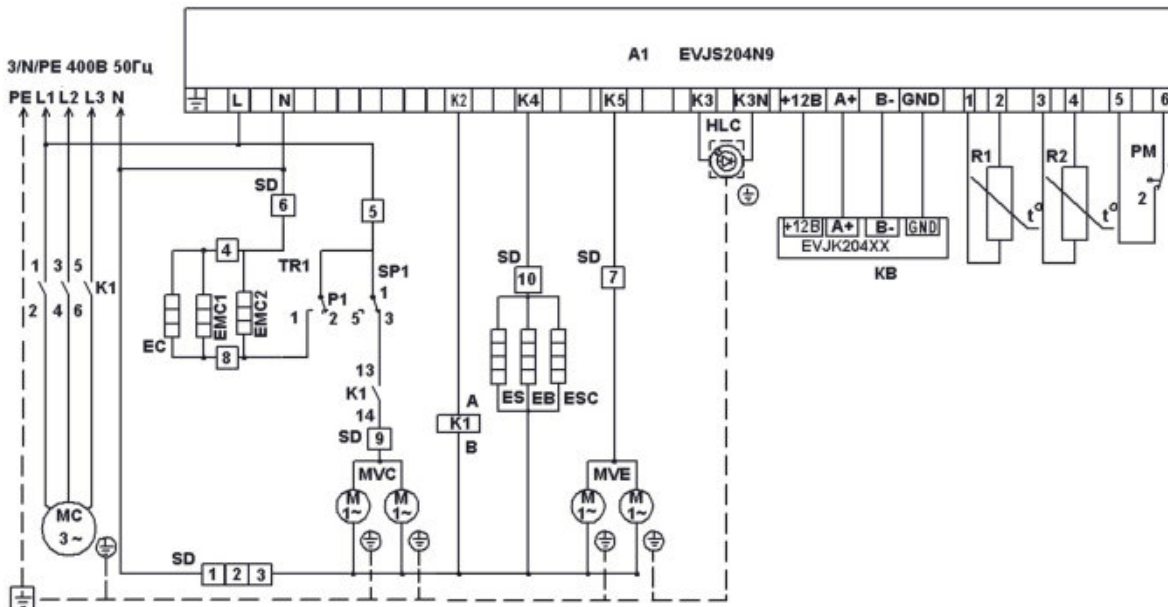 A1 EVJS204N9
3/N/PE 400В 50Гц
PE L1 L2 L3 N
L N K2 K4 K5 K3 K3N +12B A+ B- GND 1 2 3 4 5 6
HLC
R1 R2 PM
SD
6 5
2
t° t°
+12B A+ B- GND
EVJK204XX
KB
4
TR1 SP1
SD SD
10 7
1 3 5
K1
2 4 6
EC EMC1 EMC2
P1
1 2 5 1 3
8
13
K1
14
SD 9
A
K1
B
ES EB ESC
MVC MVE
M 1~ M 1~ M 1~ M 1~
MC
3~
SD
1 2 3